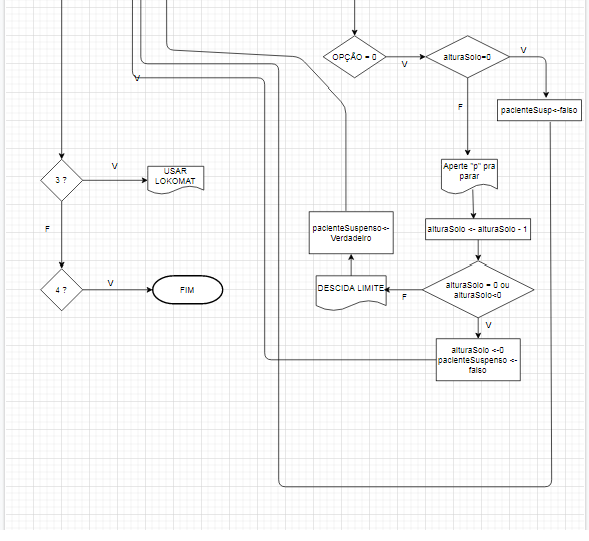 OPÇÃO = 0
V
alturaSolo=0
V
V
F
pacienteSusp<-falso
3 ?
V
USAR
LOKOMAT
Aperte "p" pra
parar
F
pacienteSuspenso<-
Verdadeiro
alturaSolo <- alturaSolo - 1
4 ?
V
FIM
DESCIDA LIMITE
F
alturaSolo = 0 ou
alturaSolo<0
V
alturaSolo <-0
pacienteSuspenso <-
falso